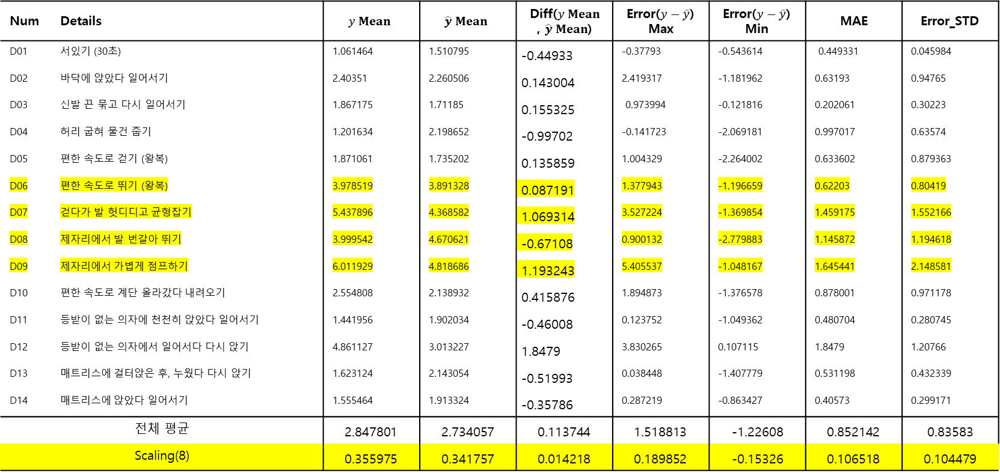 Num Details y Mean ŷ Mean Diff(y Mean , ŷ Mean) Error(y − ŷ) Max Error(y − ŷ) Min MAE Error_STD
D01 서있기 (30초) 1.061464 1.510795 -0.44933 -0.37793 -0.543614 0.449331 0.045984
D02 바닥에 앉았다 일어서기 2.40351 2.260506 0.143004 2.419317 -1.181962 0.63193 0.94765
D03 신발 끈 묶고 다시 일어서기 1.867175 1.71185 0.155325 0.973994 -0.121816 0.202061 0.30223
D04 허리 굽혀 물건 줍기 1.201634 2.198652 -0.99702 -0.141723 -2.069181 0.997017 0.63574
D05 편한 속도로 걷기 (왕복) 1.871061 1.735202 0.135859 1.004329 -2.264002 0.633602 0.879363
D06 편한 속도로 뛰기 (왕복) 3.978519 3.891328 0.087191 1.377943 -1.196659 0.62203 0.80419
D07 걷다가 발 헛디디고 균형잡기 5.437896 4.368582 1.069314 3.527224 -1.369854 1.459175 1.552166
D08 제자리에서 발 번갈아 뛰기 3.999542 4.670621 -0.67108 0.900132 -2.779883 1.145872 1.194618
D09 제자리에서 가볍게 점프하기 6.011929 4.818686 1.193243 5.405537 -1.048167 1.645441 2.148581
D10 편한 속도로 계단 올라갔다 내려오기 2.554808 2.138932 0.415876 1.894873 -1.376578 0.878001 0.971178
D11 등받이 없는 의자에 천천히 앉았다 일어서기 1.441956 1.902034 -0.46008 0.123752 -1.049362 0.480704 0.280745
D12 등받이 없는 의자에서 일어서다 다시 앉기 4.861127 3.013227 1.8479 3.830265 0.107115 1.8479 1.20766
D13 매트리스에 걸터앉은 후, 누웠다 다시 앉기 1.623124 2.143054 -0.51993 0.038448 -1.407779 0.531198 0.432339
D14 매트리스에 앉았다 일어서기 1.555464 1.913324 -0.35786 0.287219 -0.863427 0.40573 0.299171
전체 평균 2.847801 2.734057 0.113744 1.518813 -1.22608 0.852142 0.83583
Scaling(8) 0.355975 0.341757 0.014218 0.189852 -0.15326 0.106518 0.104479